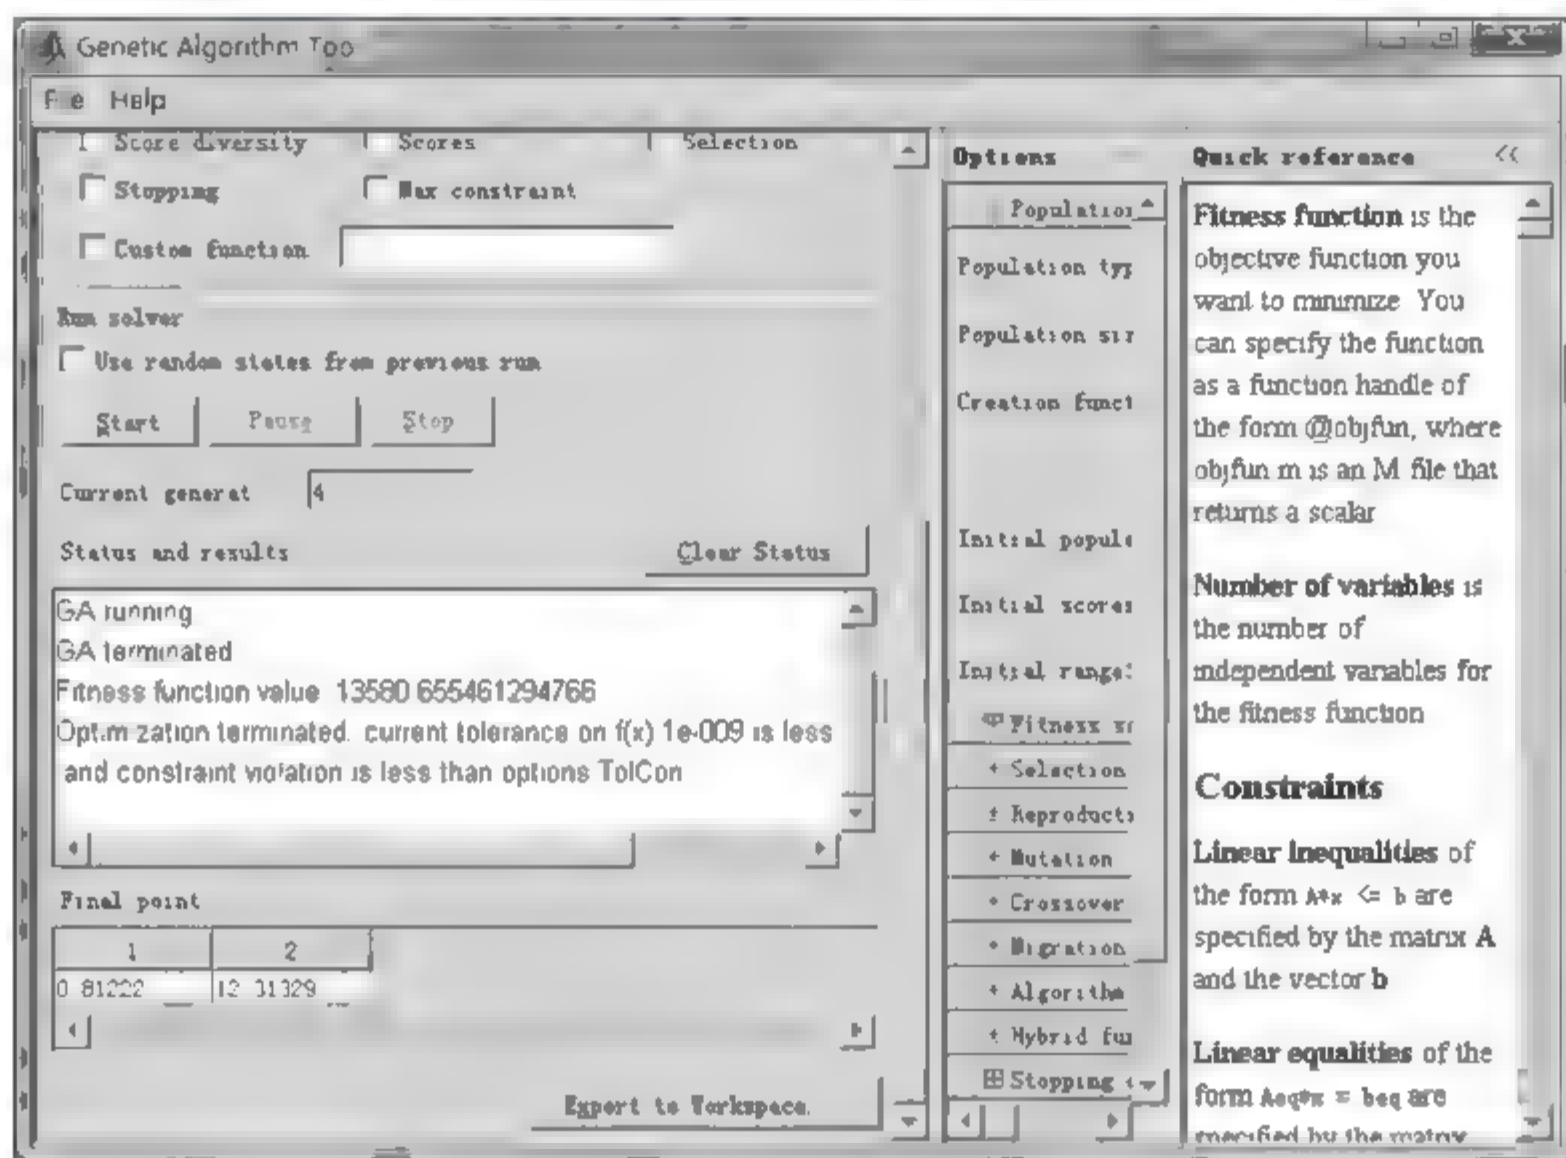 Genetic Algorithm Too
File Help
Score diversity Scores Selection
Stopping Max constraint
Custom function
Run solver
Use random states from previous run
Start Pause Stop
Current generat 4
Status and results Clear Status
GA running
GA terminated
Fitness function value 13580 655461294766
Optimization terminated. current tolerance on f(x) 1e-009 is less
and constraint violation is less than options TolCon
Final point
1 2
0 81222 12 31329
Export to Workspace.
Options
Population
Population typ
Population siz
Creation funct
Initial popula
Initial scores
Initial range:
Fitness sc
+ Selection
+ Reproducti
+ Mutation
+ Crossover
+ Migration
+ Algorithm
+ Hybrid fun
Stopping c
Quick reference <<
Fitness function is the
objective function you
want to minimize You
can specify the function
as a function handle of
the form @objfun, where
objfun m is an M file that
returns a scalar
Number of variables is
the number of
independent variables for
the fitness function
Constraints
Linear inequalities of
the form A*x <= b are
specified by the matrix A
and the vector b
Linear equalities of the
form Aeq*x = beq are
specified by the matrix